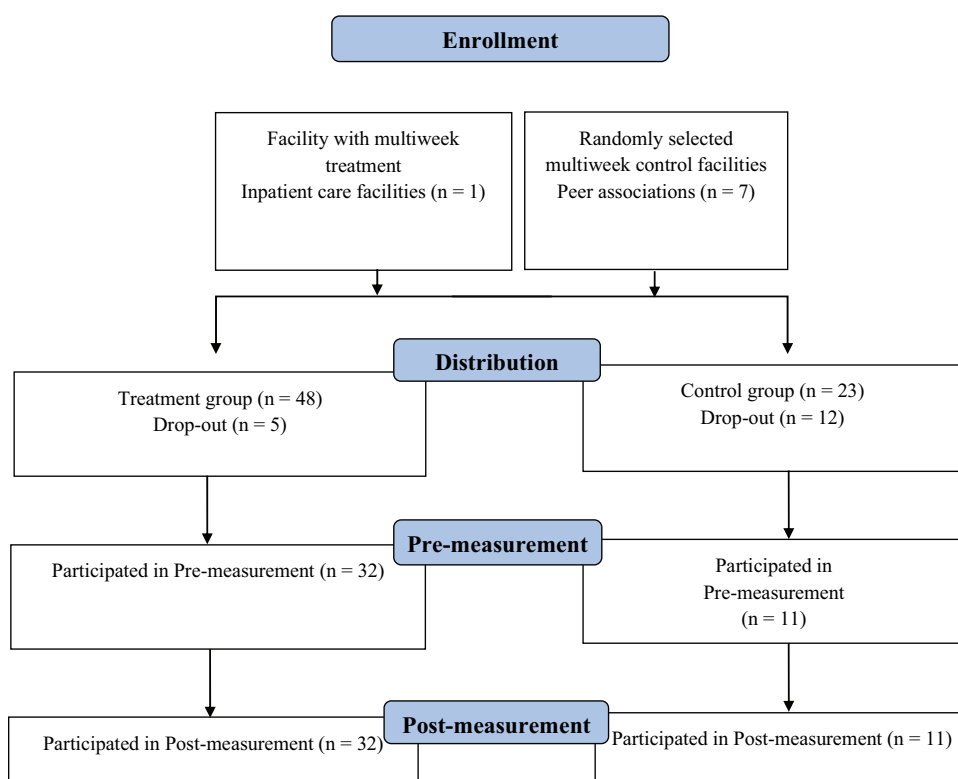 Enrollment
Facility with multiweek
treatment
Inpatient care facilities (n = 1)
Randomly selected
multiweek control facilities
Peer associations (n = 7)
Distribution
Treatment group (n = 48)
Drop-out (n = 5)
Control group (n = 23)
Drop-out (n = 12)
Pre-measurement
Participated in Pre-measurement (n = 32)
Participated in
Pre-measurement
(n = 11)
Post-measurement
Participated in Post-measurement (n = 32)
Participated in Post-measurement (n = 11)